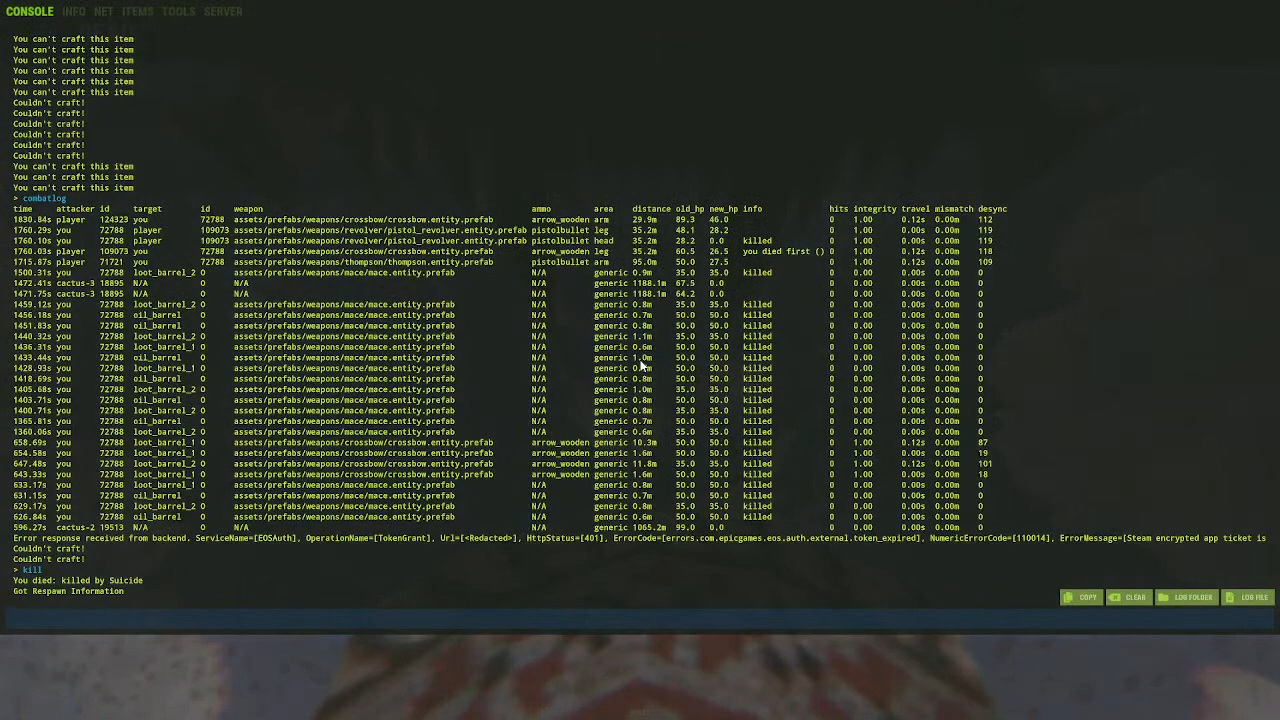 CONSOLE INFO NET ITEMS TOOLS SERVER
You can't craft this item
You can't craft this item
You can't craft this item
You can't craft this item
You can't craft this item
You can't craft this item
Couldn't craft!
Couldn't craft!
Couldn't craft!
Couldn't craft!
Couldn't craft!
Couldn't craft!
You can't craft this item
You can't craft this item
You can't craft this item
> combatlog
time attacker id target id weapon ammo area distance old_hp new_hp info hits integrity travel mismatch desync
1830.84s player 124323 you 72788 assets/prefabs/weapons/crossbow/crossbow.entity.prefab arrow_wooden arm 29.9m 89.3 46.0 0 1.00 0.12s 0.00m 112
1760.29s you 72788 player 109073 assets/prefabs/weapons/revolver/pistol_revolver.entity.prefab pistolbullet leg 35.2m 48.1 28.2 0 1.00 0.00s 0.00m 119
1760.10s you 72788 player 109073 assets/prefabs/weapons/revolver/pistol_revolver.entity.prefab pistolbullet head 35.2m 28.2 0.0 killed 0 1.00 0.00s 0.00m 119
1760.03s player 109073 you 72788 assets/prefabs/weapons/crossbow/crossbow.entity.prefab arrow_wooden leg 35.2m 60.5 26.5 you died first () 0 1.00 0.00s 0.00m 118
1715.87s player 71721 you 72788 assets/prefabs/weapons/thompson/thompson.entity.prefab pistolbullet arm 95.0m 50.0 27.5 0 1.00 0.00s 0.00m 109
1500.31s you 72788 loot_barrel_2 0 assets/prefabs/weapons/mace/mace.entity.prefab N/A generic 0.9m 35.0 35.0 killed 0 1.00 0.00s 0.00m 0
1472.41s cactus-3 18895 N/A 0 N/A N/A generic 1188.1m 67.5 0.0 0 1.00 0.00s 0.00m 0
1471.75s cactus-3 18895 N/A 0 N/A N/A generic 1188.1m 64.2 0.0 0 1.00 0.00s 0.00m 0
1459.12s you 72788 loot_barrel_2 0 assets/prefabs/weapons/mace/mace.entity.prefab N/A generic 0.8m 35.0 35.0 killed 0 1.00 0.00s 0.00m 0
1456.18s you 72788 oil_barrel 0 assets/prefabs/weapons/mace/mace.entity.prefab N/A generic 0.7m 50.0 50.0 killed 0 1.00 0.00s 0.00m 0
1451.83s you 72788 oil_barrel 0 assets/prefabs/weapons/mace/mace.entity.prefab N/A generic 0.8m 50.0 50.0 killed 0 1.00 0.00s 0.00m 0
1440.32s you 72788 loot_barrel_2 0 assets/prefabs/weapons/mace/mace.entity.prefab N/A generic 1.1m 35.0 35.0 killed 0 1.00 0.00s 0.00m 0
1436.31s you 72788 loot_barrel_1 0 assets/prefabs/weapons/mace/mace.entity.prefab N/A generic 0.6m 50.0 50.0 killed 0 1.00 0.00s 0.00m 0
1433.44s you 72788 oil_barrel 0 assets/prefabs/weapons/mace/mace.entity.prefab N/A generic 1.0m 50.0 50.0 killed 0 1.00 0.00s 0.00m 0
1428.93s you 72788 loot_barrel_1 0 assets/prefabs/weapons/mace/mace.entity.prefab N/A generic 50.0 50.0 killed 0 1.00 0.00s 0.00m 0
1418.69s you 72788 oil_barrel 0 assets/prefabs/weapons/mace/mace.entity.prefab N/A generic 0.8m 50.0 50.0 killed 0 1.00 0.00s 0.00m 0
1405.68s you 72788 loot_barrel_2 0 assets/prefabs/weapons/mace/mace.entity.prefab N/A generic 1.0m 35.0 35.0 killed 0 1.00 0.00s 0.00m 0
1403.71s you 72788 oil_barrel 0 assets/prefabs/weapons/mace/mace.entity.prefab N/A generic 0.8m 50.0 50.0 killed 0 1.00 0.00s 0.00m 0
1400.71s you 72788 loot_barrel_2 0 assets/prefabs/weapons/mace/mace.entity.prefab N/A generic 0.8m 35.0 35.0 killed 0 1.00 0.00s 0.00m 0
1365.81s you 72788 oil_barrel 0 assets/prefabs/weapons/mace/mace.entity.prefab N/A generic 0.7m 50.0 50.0 killed 0 1.00 0.00s 0.00m 0
1360.06s you 72788 loot_barrel_2 0 assets/prefabs/weapons/mace/mace.entity.prefab N/A generic 0.6m 35.0 35.0 killed 0 1.00 0.00s 0.00m 0
658.69s you 72788 loot_barrel_1 0 assets/prefabs/weapons/crossbow/crossbow.entity.prefab arrow_wooden generic 10.3m 50.0 50.0 killed 0 1.00 0.12s 0.00m 87
654.58s you 72788 loot_barrel_1 0 assets/prefabs/weapons/crossbow/crossbow.entity.prefab arrow_wooden generic 1.6m 50.0 50.0 killed 0 1.00 0.00s 0.00m 19
647.48s you 72788 loot_barrel_2 0 assets/prefabs/weapons/crossbow/crossbow.entity.prefab arrow_wooden generic 11.8m 35.0 35.0 killed 0 1.00 0.12s 0.00m 101
643.33s you 72788 loot_barrel_1 0 assets/prefabs/weapons/crossbow/crossbow.entity.prefab arrow_wooden generic 1.6m 50.0 50.0 killed 0 1.00 0.00s 0.00m 18
633.17s you 72788 loot_barrel_1 0 assets/prefabs/weapons/mace/mace.entity.prefab N/A generic 0.8m 50.0 50.0 killed 0 1.00 0.00s 0.00m 0
631.15s you 72788 oil_barrel 0 assets/prefabs/weapons/mace/mace.entity.prefab N/A generic 0.7m 50.0 50.0 killed 0 1.00 0.00s 0.00m 0
629.17s you 72788 loot_barrel_2 0 assets/prefabs/weapons/mace/mace.entity.prefab N/A generic 0.8m 35.0 35.0 killed 0 1.00 0.00s 0.00m 0
626.84s you 72788 oil_barrel 0 assets/prefabs/weapons/mace/mace.entity.prefab N/A generic 0.6m 50.0 50.0 killed 0 1.00 0.00s 0.00m 0
596.27s cactus-2 19513 N/A 0 N/A N/A generic 1065.2m 99.0 0.0 0 1.00 0.00s 0.00m 0
Error response received from backend. ServiceName=[EOSAuth], OperationName=[TokenGrant], Url=[<Redacted>], HttpStatus=[401], ErrorCode=[errors.com.epicgames.eos.auth.external.token_expired], NumericErrorCode=[110014], ErrorMessage=[Steam encrypted app ticket is
Couldn't craft!
Couldn't craft!
> kill
You died: killed by Suicide
Got Respawn Information
COPY CLEAR LOG FOLDER LOG FILE